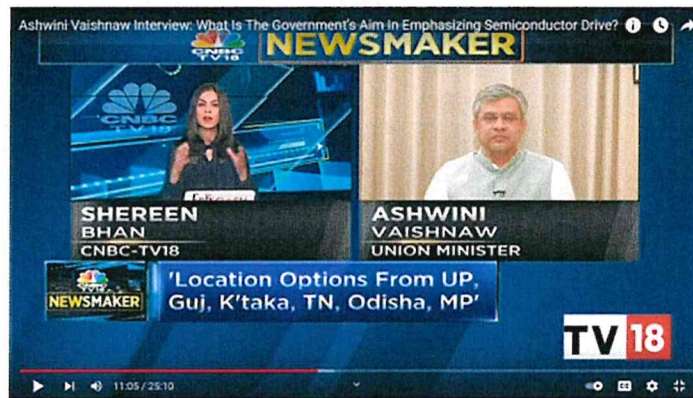 Ashwini Vaishnaw Interview: What Is The Government's Aim In Emphasizing Semiconductor Drive?
CNBC
TV18
NEWSMAKER
CNBC
TV18
SHEREEN
BHAN
CNBC-TV18
ASHWINI
VAISHNAW
UNION MINISTER
NEWSMAKER
'Location Options From UP,
Guj, K'taka, TN, Odisha, MP'
TV18
11:05 / 25:10